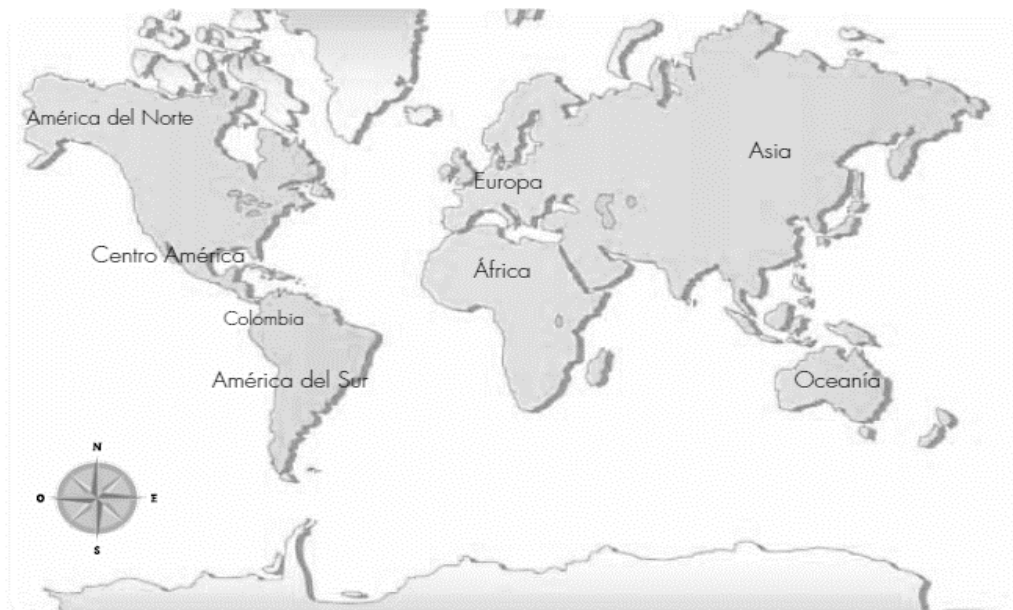 América del Norte
Asia
Europa
Centro América
África
Colombia
América del Sur
Oceanía
N
O E
S